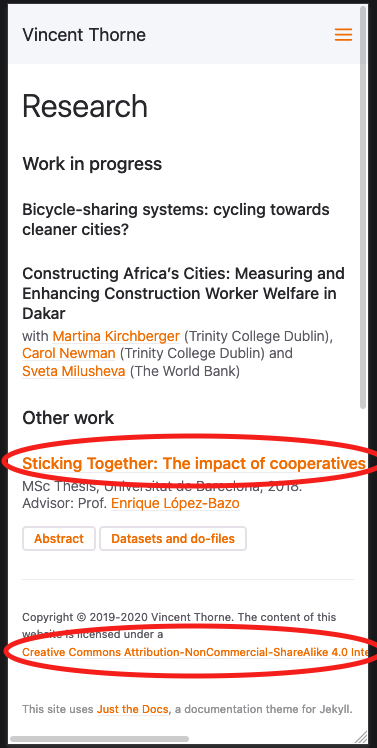 Vincent Thorne
Research
Work in progress
Bicycle-sharing systems: cycling towards
cleaner cities?
Constructing Africa's Cities: Measuring and
Enhancing Construction Worker Welfare in
Dakar
with Martina Kirchberger (Trinity College Dublin),
Carol Newman (Trinity College Dublin) and
Sveta Milusheva (The World Bank)
Other work
Sticking Together: The impact of cooperatives
MSc Thesis, Universitat de Barcelona, 2018.
Advisor: Prof. Enrique López-Bazo
Abstract
Datasets and do-files
Copyright © 2019-2020 Vincent Thorne. The content of this
website is licensed under a
Creative Commons Attribution-NonCommercial-ShareAlike 4.0 Inte
This site uses Just the Docs, a documentation theme for Jekyll.